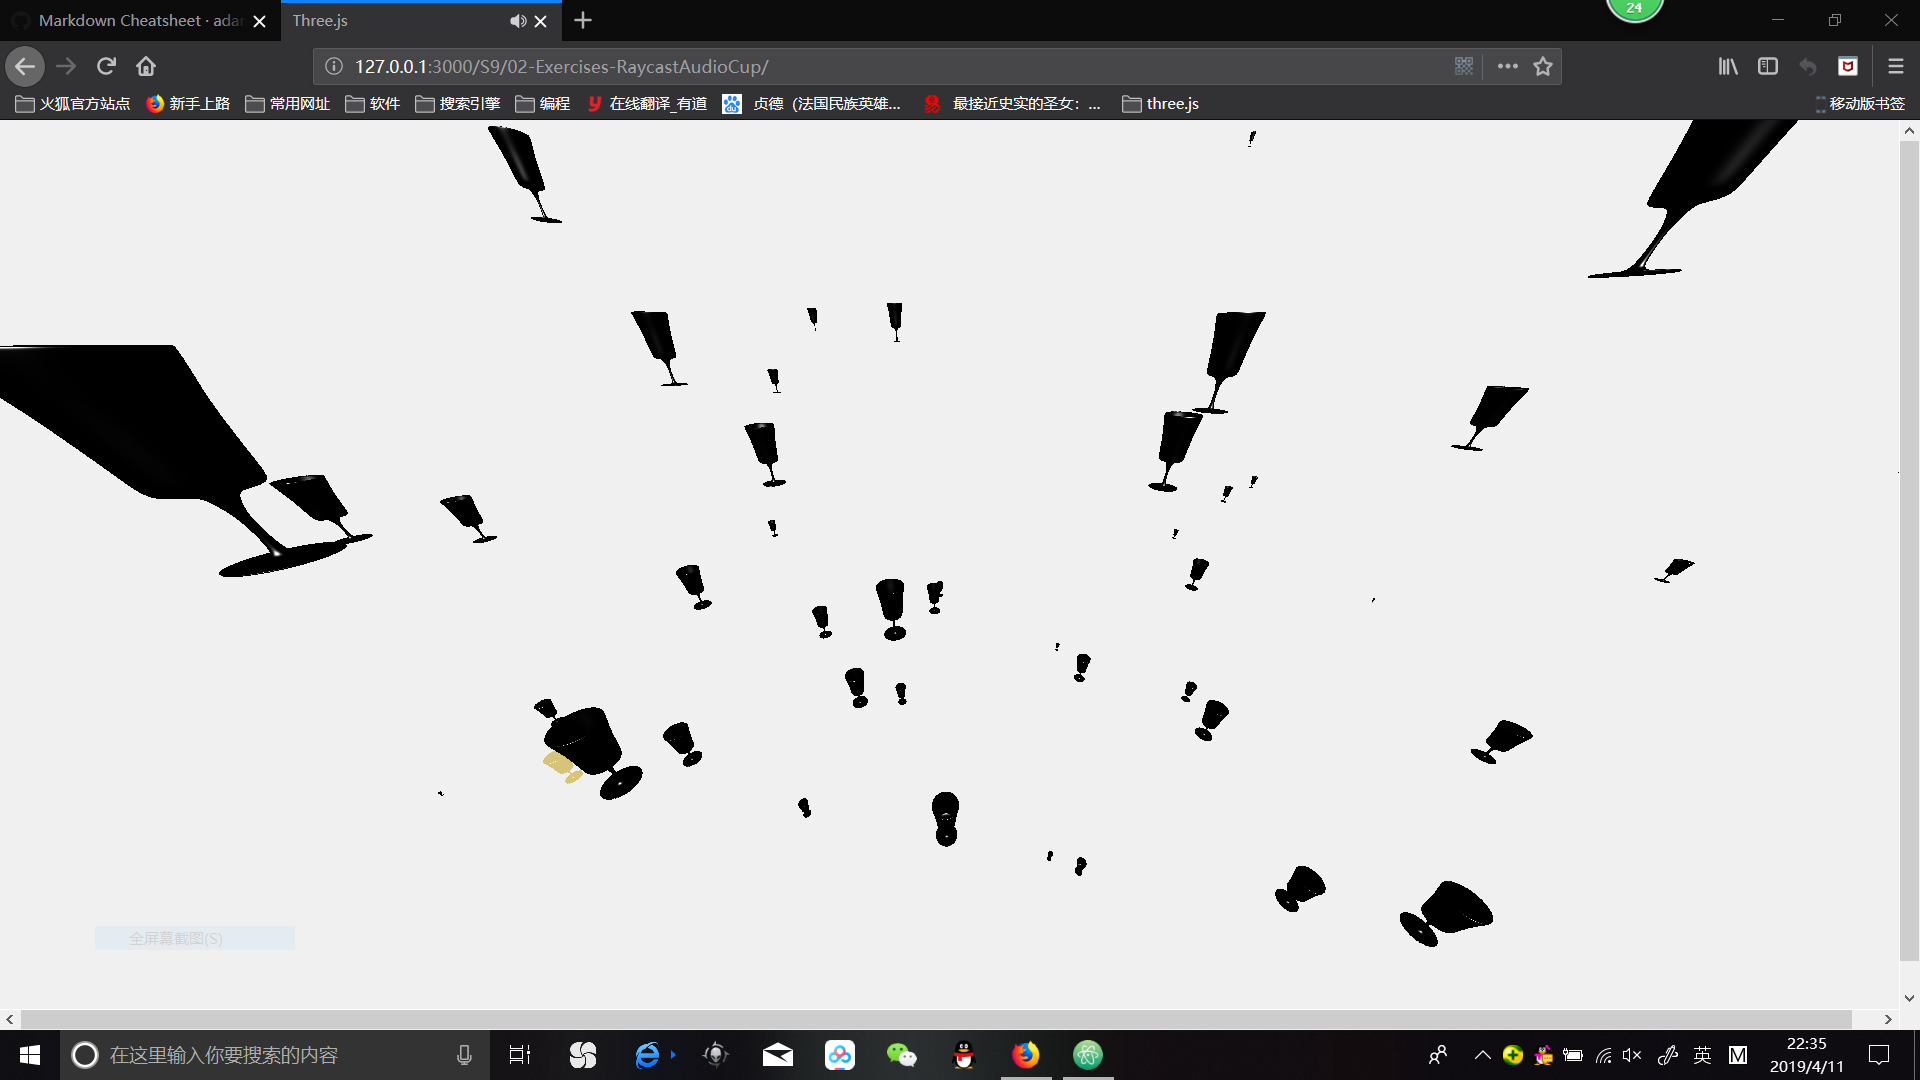 24
Markdown Cheatsheet · adar
Three.js
127.0.0.1:3000/S9/02-Exercises-RaycastAudioCup/
火狐官方站点 新手上路 常用网址 软件 搜索引擎 编程 在线翻译_有道 贞德（法国民族英雄... 最接近史实的圣女：... three.js 移动版书签
全屏幕截图(S)
在这里输入你要搜索的内容
英
M
22:35
2019/4/11